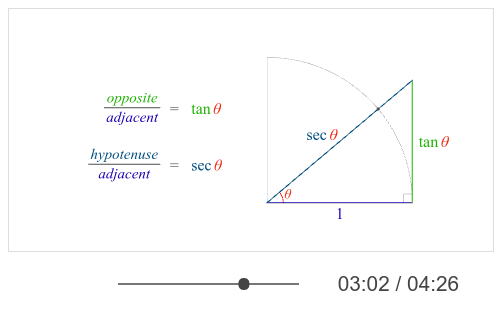 opposite
adjacent
= tan θ
hypotenuse
adjacent
= sec θ
sec θ
tan θ
θ
1
03:02 / 04:26